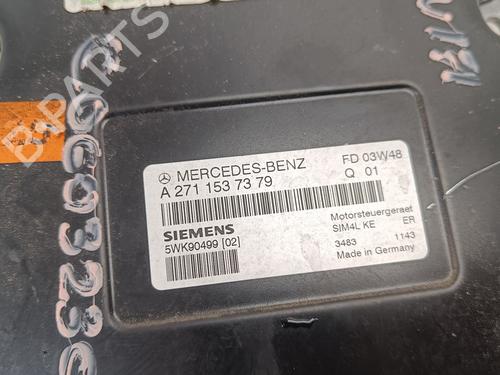 B-PARTS
MERCEDES-BENZ
FD 03W48
A 271 153 73 79
Q 01
SIEMENS
5WK90499 [02]
Motorsteuergeraet
SIM4L KE ER
3483 1143
Made in Germany